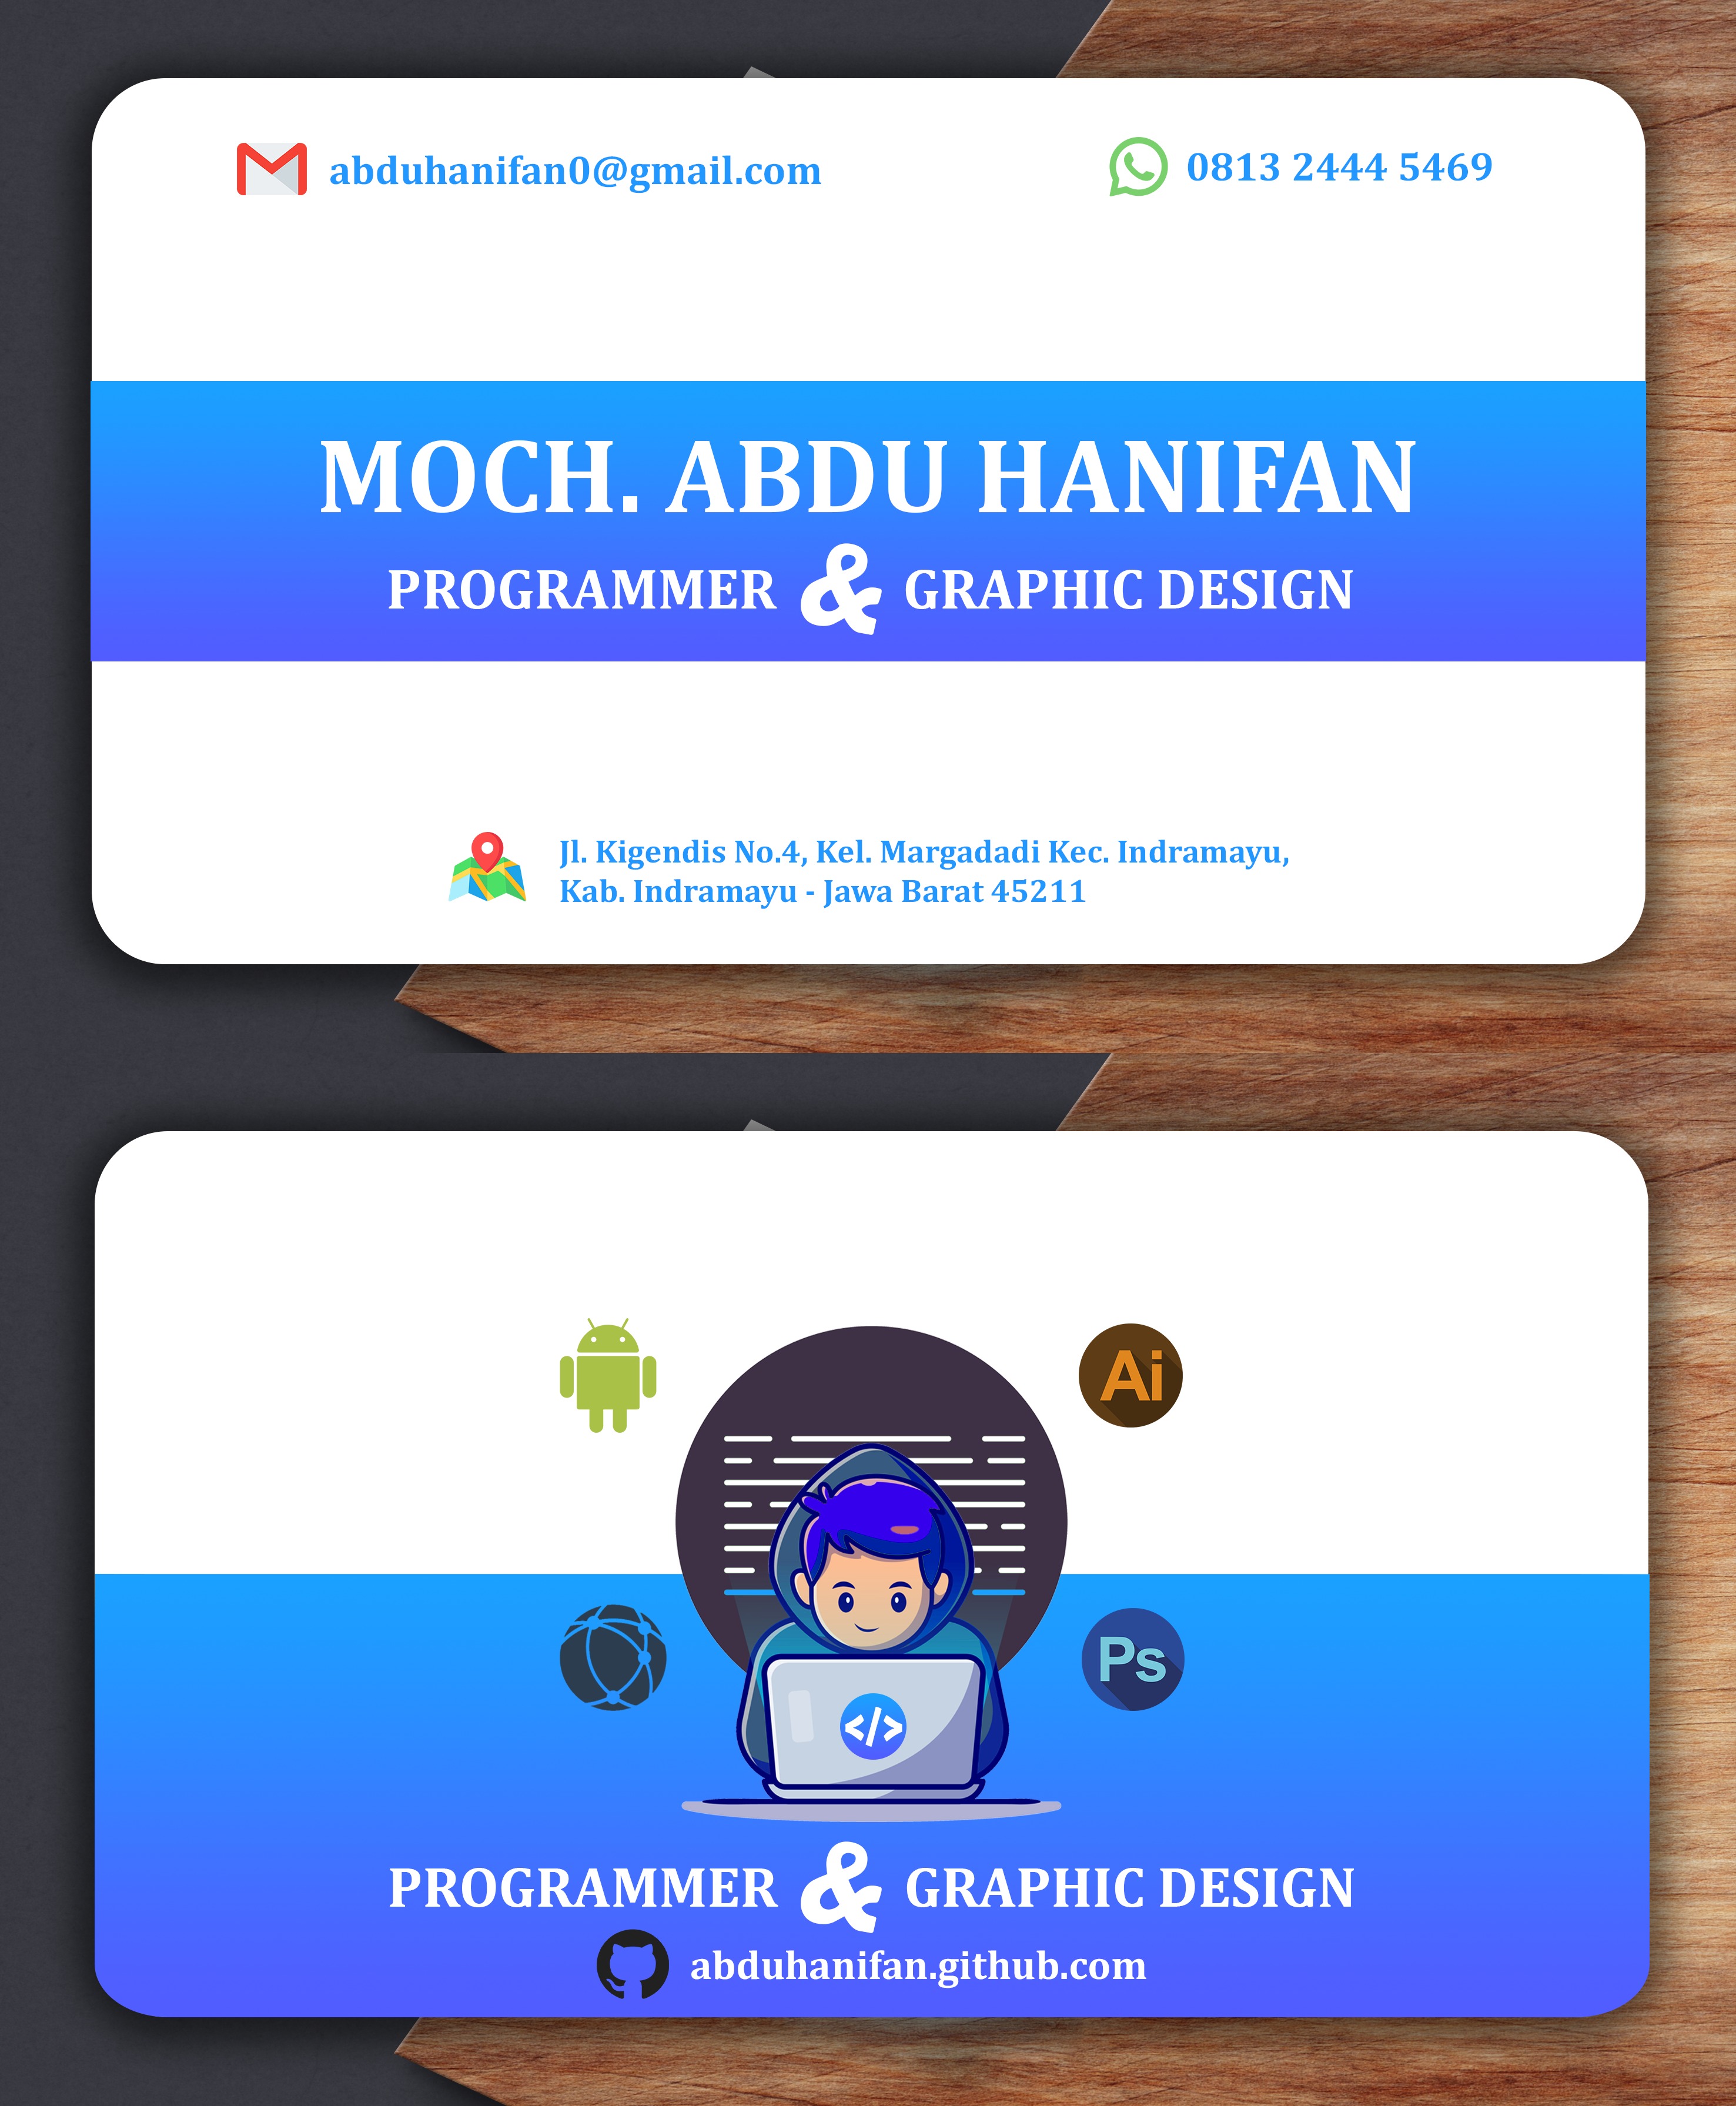 abduhanifan0@gmail.com
0813 2444 5469
MOCH. ABDU HANIFAN
PROGRAMMER & GRAPHIC DESIGN
Jl. Kigendis No.4, Kel. Margadadi Kec. Indramayu,
Kab. Indramayu - Jawa Barat 45211
Ai
Ps
</>
PROGRAMMER & GRAPHIC DESIGN
abduhanifan.github.com